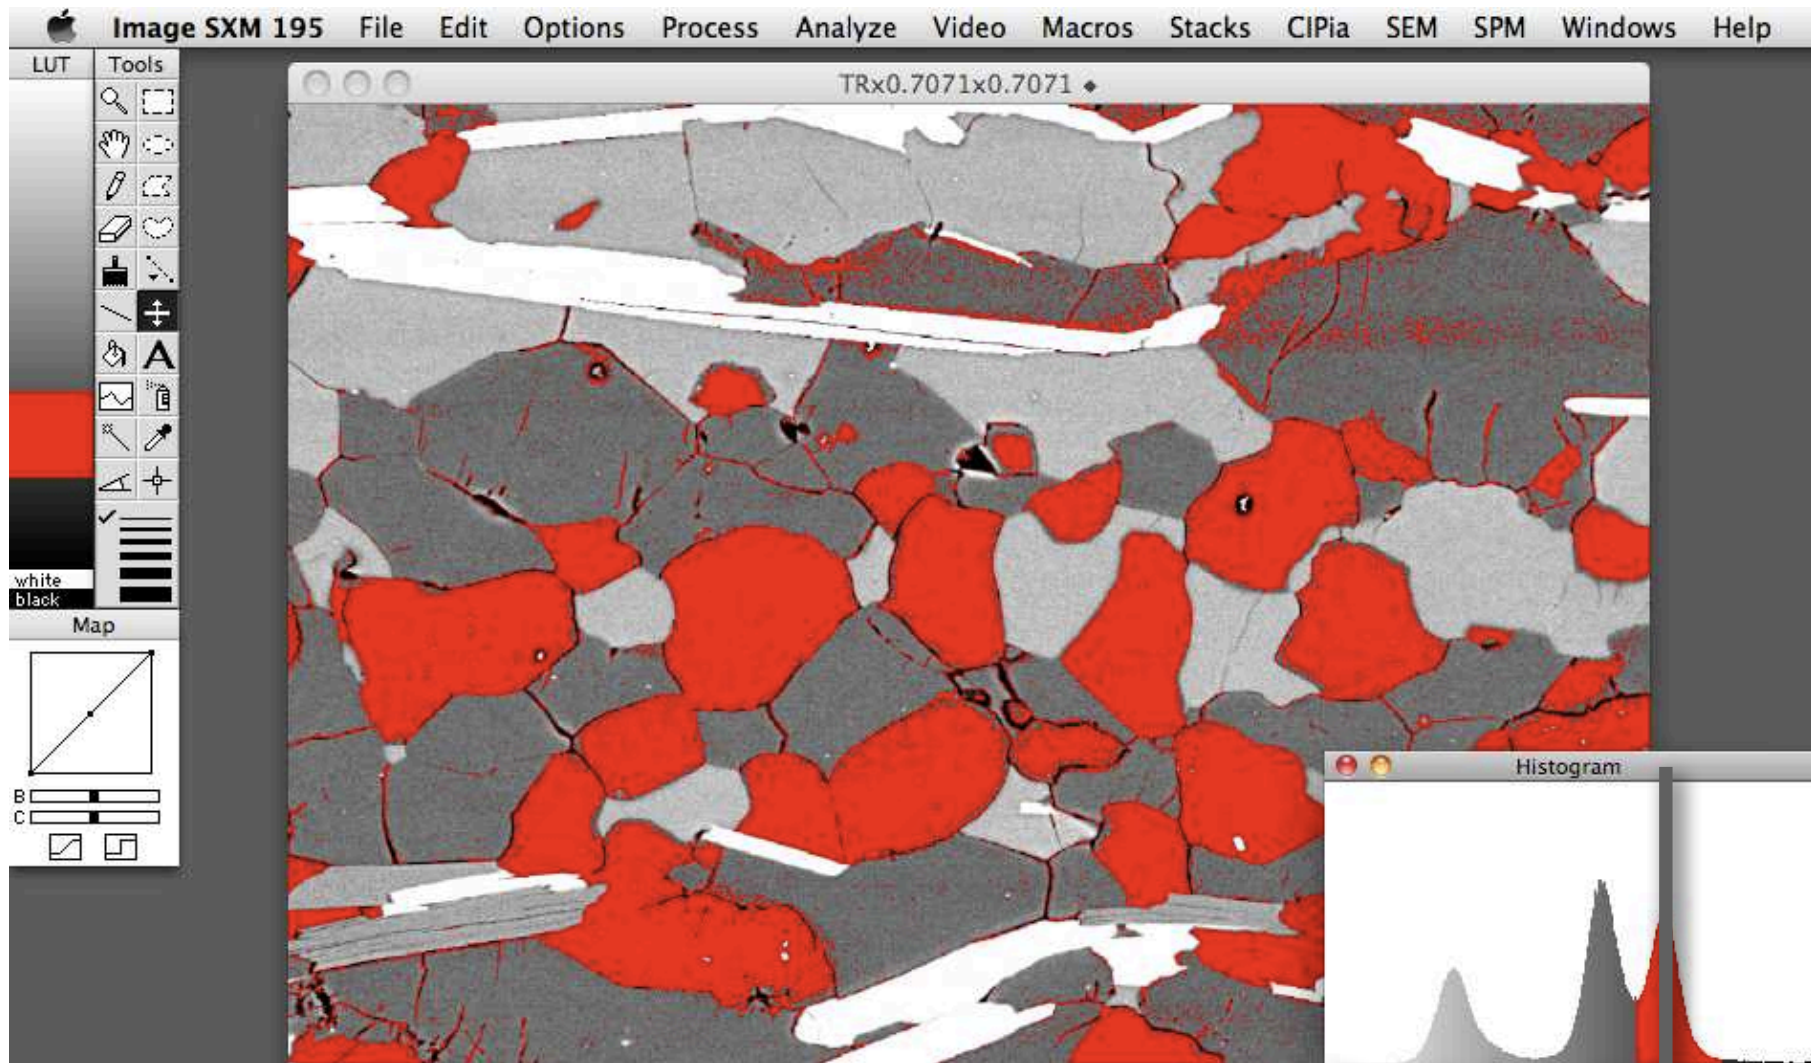 Image SXM 195 File Edit Options Process Analyze Video Macros Stacks CIPia SEM SPM Windows Help
LUT Tools
TRx0.7071x0.7071
white
black
Map
B
C
Histogram
A